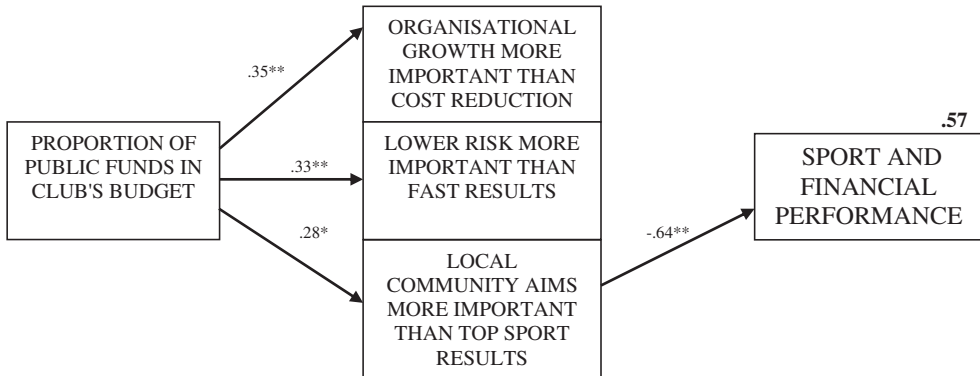 ORGANISATIONAL
GROWTH MORE
IMPORTANT THAN
COST REDUCTION
.35**
PROPORTION OF
PUBLIC FUNDS IN
CLUB'S BUDGET
.33**
LOWER RISK MORE
IMPORTANT THAN
FAST RESULTS
.28*
LOCAL
COMMUNITY AIMS
MORE IMPORTANT
THAN TOP SPORT
RESULTS
-.64**
.57
SPORT AND
FINANCIAL
PERFORMANCE